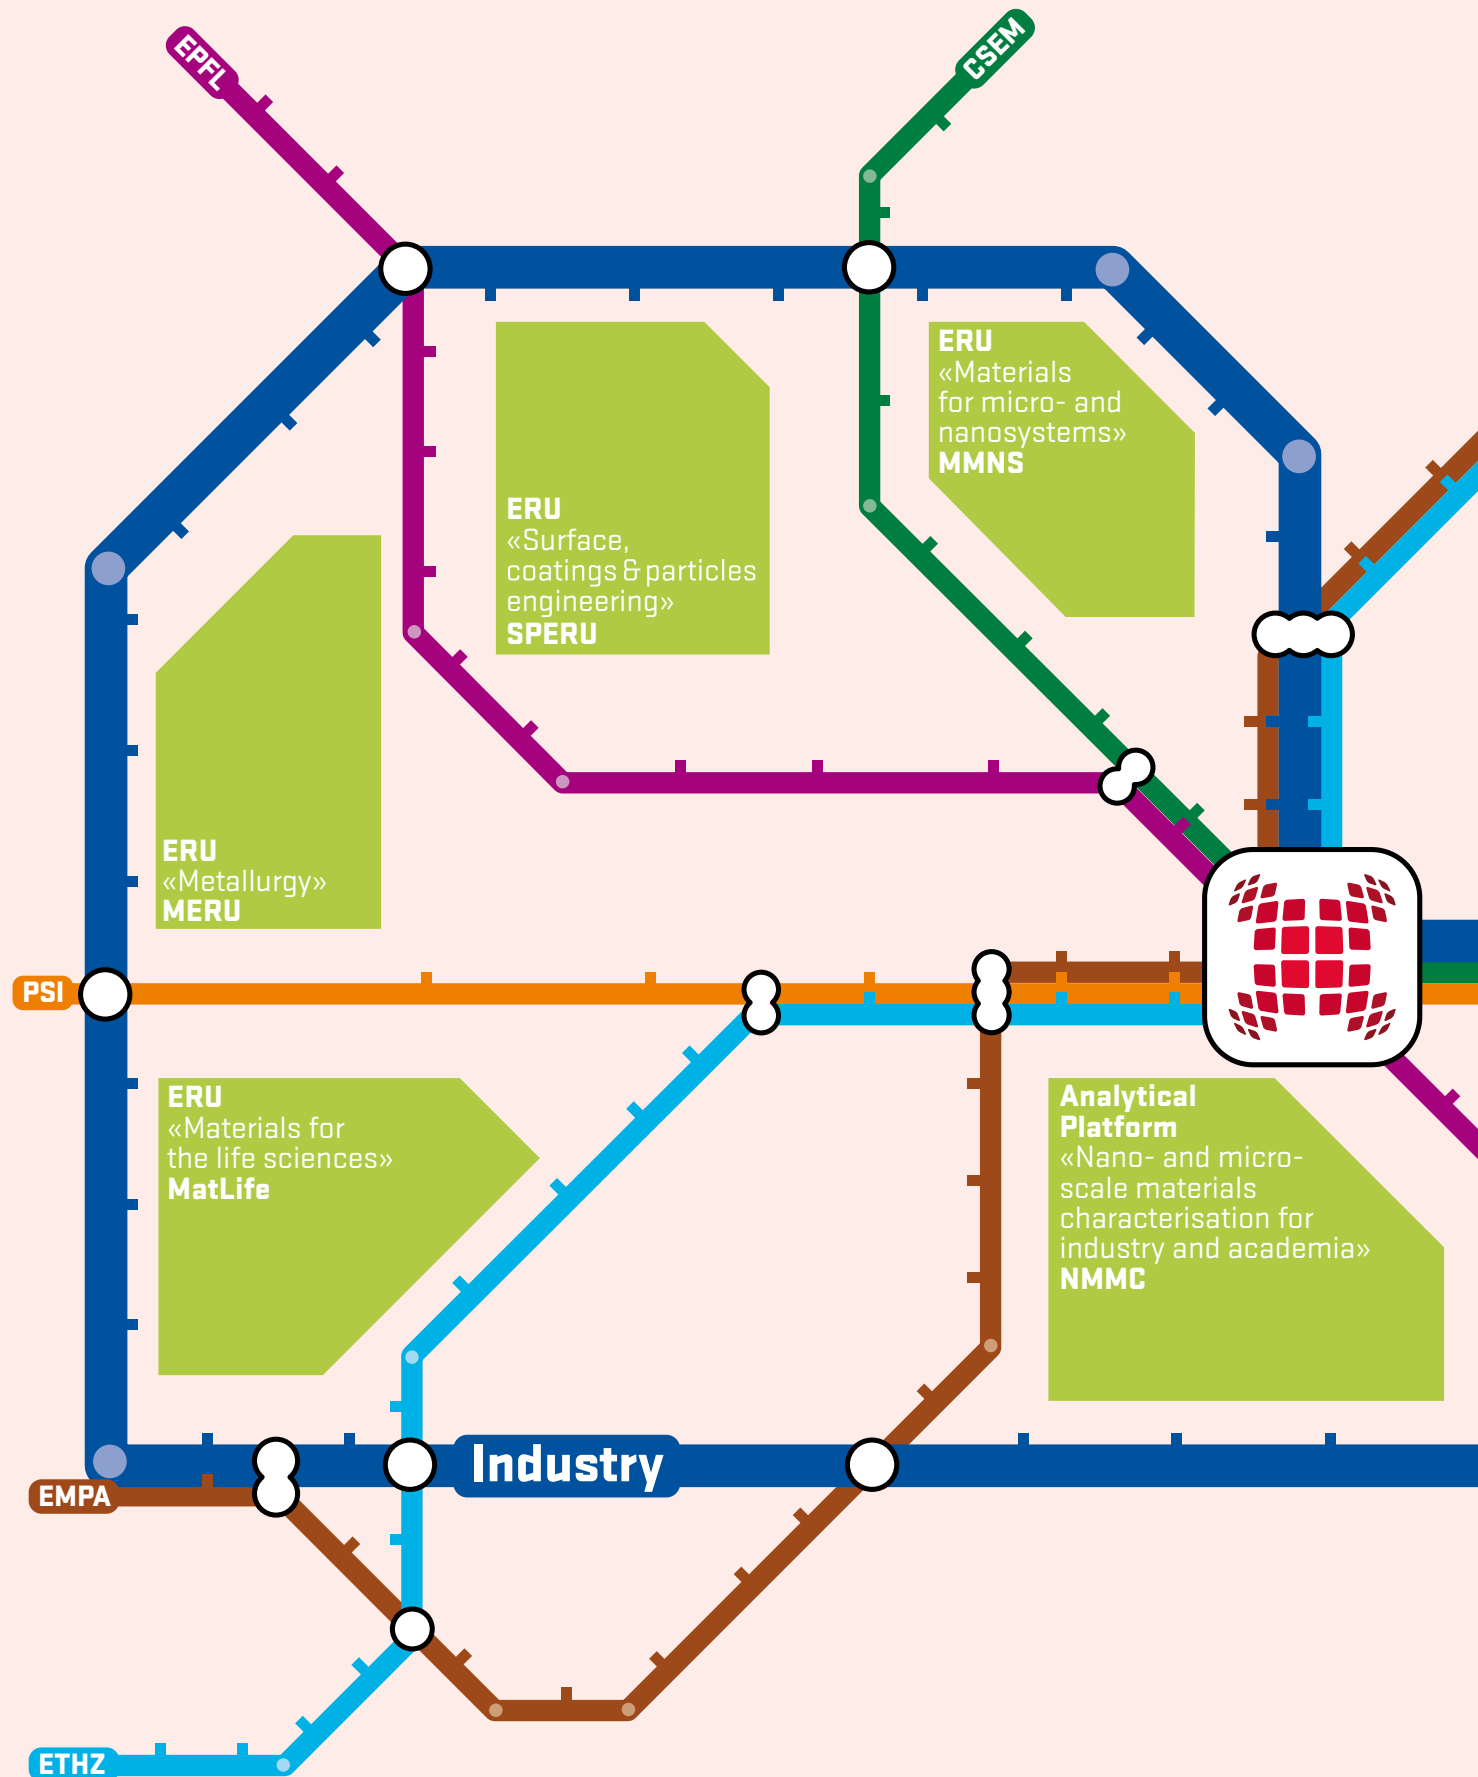 EPFL
CSEM
ERU
«Materials
for micro- and
nanosystems»
MMNS
ERU
«Surface,
coatings & particles
engineering»
SPERU
ERU
«Metallurgy»
MERU
PSI
ERU
«Materials for
the life sciences»
MatLife
Analytical
Platform
«Nano- and micro-
scale materials
characterisation for
industry and academia»
NMMC
Industry
EMPA
ETHZ